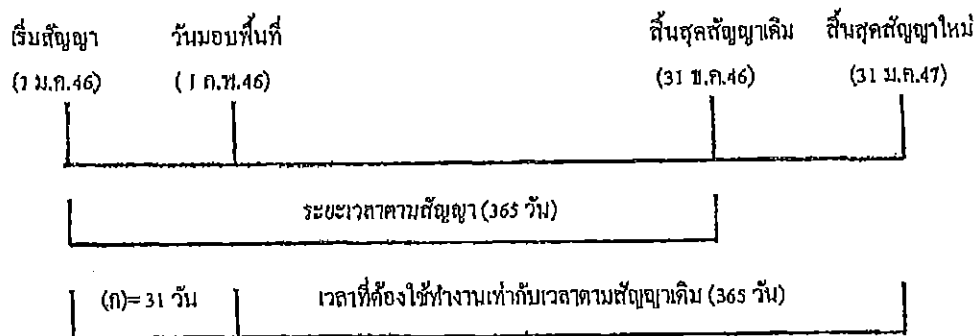 เริ่มสัญญา วันมอบพื้นที่ สิ้นสุดสัญญาเดิม สิ้นสุดสัญญาใหม่
(1 ม.ค.46) (1 ก.พ.46) (31 ธ.ค.46) (31 ม.ค.47)
ระยะเวลาตามสัญญา (365 วัน)
(ก)= 31 วัน เวลาที่ต้องใช้ทำงานเท่ากับเวลาตามสัญญาเดิม (365 วัน)